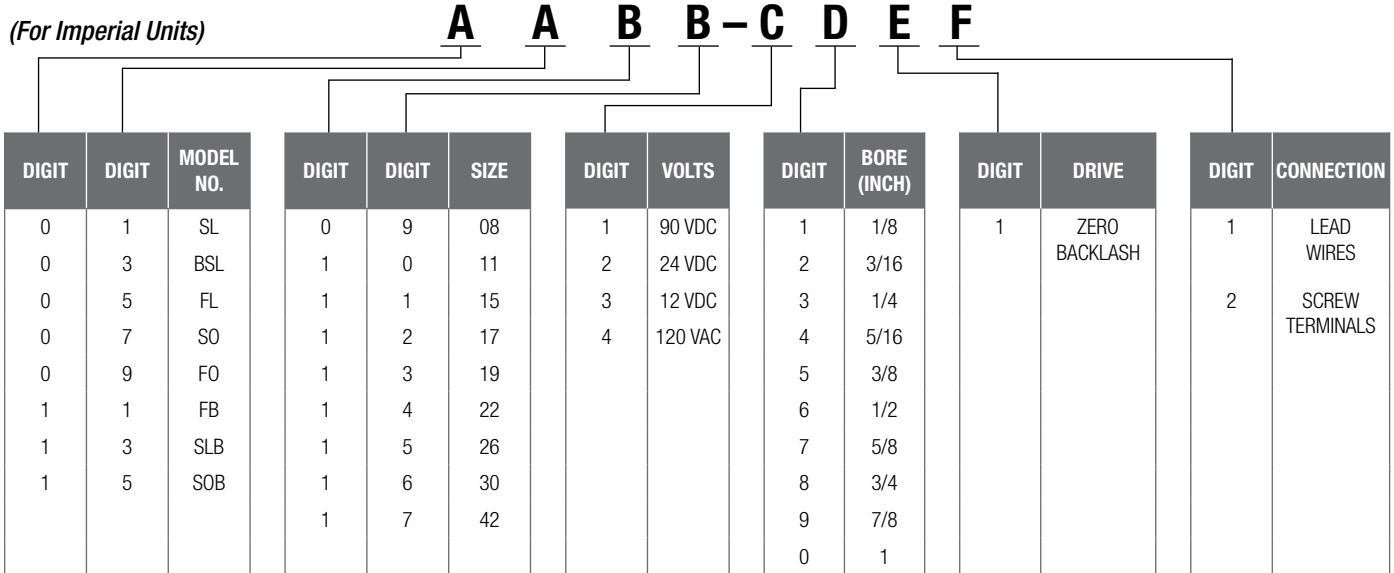 (For Imperial Units) A A B B – C D E F
DIGIT DIGIT MODEL NO.
0 1 SL
0 3 BSL
0 5 FL
0 7 SO
0 9 FO
1 1 FB
1 3 SLB
1 5 SOB
DIGIT DIGIT SIZE
0 9 08
1 0 11
1 1 15
1 2 17
1 3 19
1 4 22
1 5 26
1 6 30
1 7 42
DIGIT VOLTS
1 90 VDC
2 24 VDC
3 12 VDC
4 120 VAC
DIGIT BORE (INCH)
1 1/8
2 3/16
3 1/4
4 5/16
5 3/8
6 1/2
7 5/8
8 3/4
9 7/8
0 1
DIGIT DRIVE
1 ZERO
BACKLASH
DIGIT CONNECTION
1 LEAD
WIRES
2 SCREW
TERMINALS